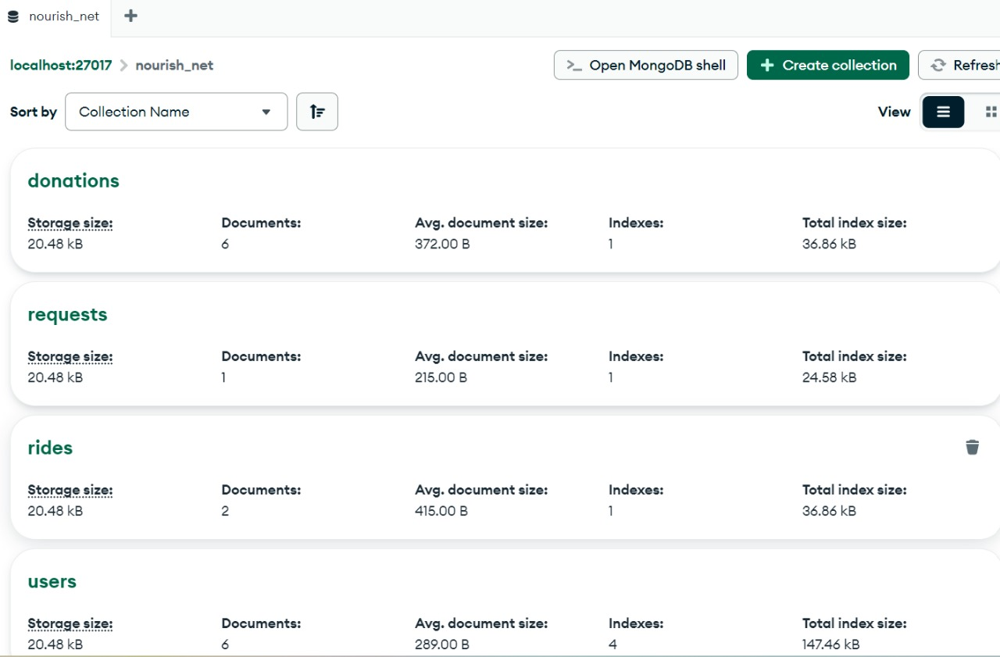 nourish_net
localhost:27017 nourish_net
Open MongoDB shell
Create collection
Refresh
Sort by
Collection Name
View
donations
Storage size: Documents: Avg. document size: Indexes: Total index size:
20.48 kB 6 372.00 B 1 36.86 kB
requests
Storage size: Documents: Avg. document size: Indexes: Total index size:
20.48 kB 1 215.00 B 1 24.58 kB
rides
Storage size: Documents: Avg. document size: Indexes: Total index size:
20.48 kB 2 415.00 B 1 36.86 kB
users
Storage size: Documents: Avg. document size: Indexes: Total index size:
20.48 kB 6 289.00 B 4 147.46 kB